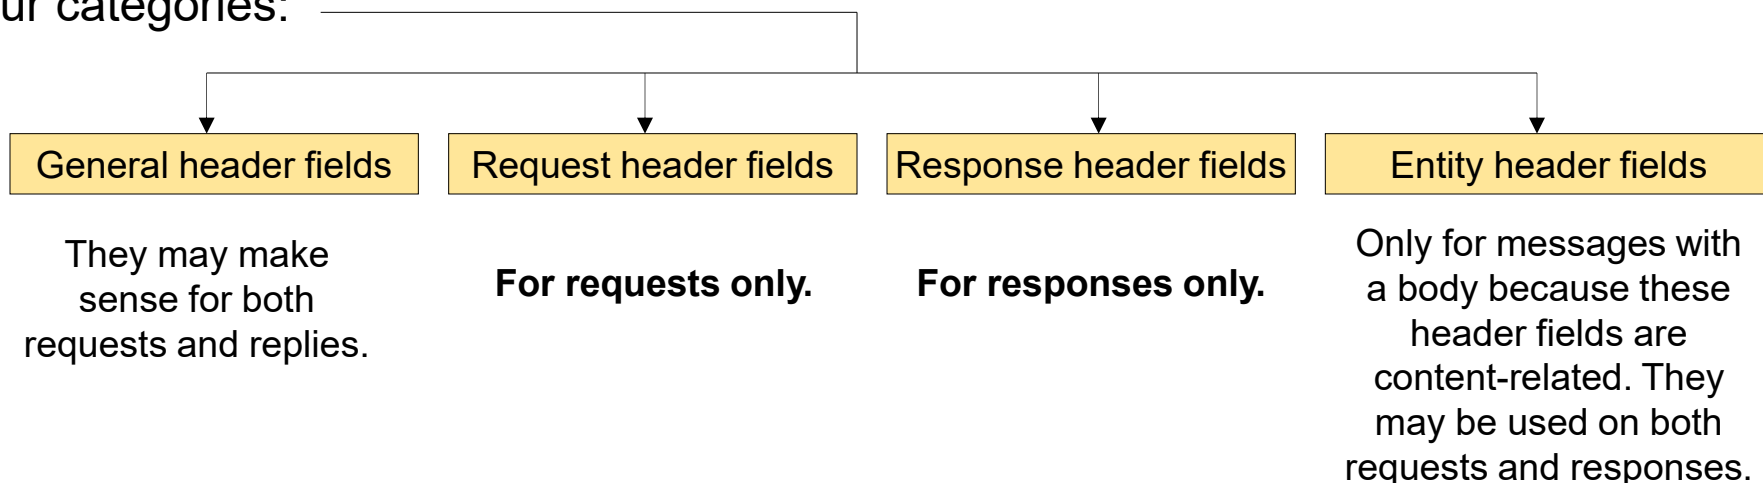 ur categories:
General header fields
Request header fields
Response header fields
Entity header fields
They may make
sense for both
requests and replies.
For requests only.
For responses only.
Only for messages with
a body because these
header fields are
content-related. They
may be used on both
requests and responses.